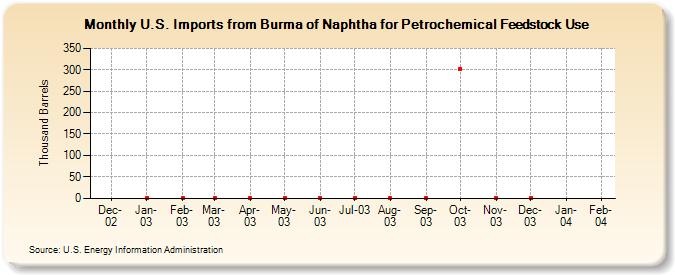 Monthly U.S. Imports from Burma of Naphtha for Petrochemical Feedstock Use
Thousand Barrels
350
300
250
200
150
100
50
0
Dec-02 Jan-03 Feb-03 Mar-03 Apr-03 May-03 Jun-03 Jul-03 Aug-03 Sep-03 Oct-03 Nov-03 Dec-03 Jan-04 Feb-04
Source: U.S. Energy Information Administration